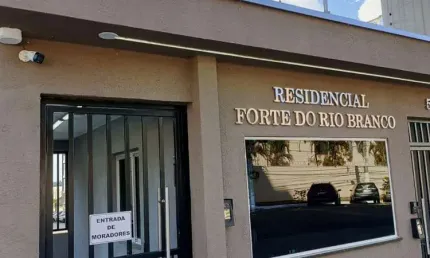 RESIDENCIAL
FORTE DO RIO BRANCO
ENTRADA
DE
MORADORES